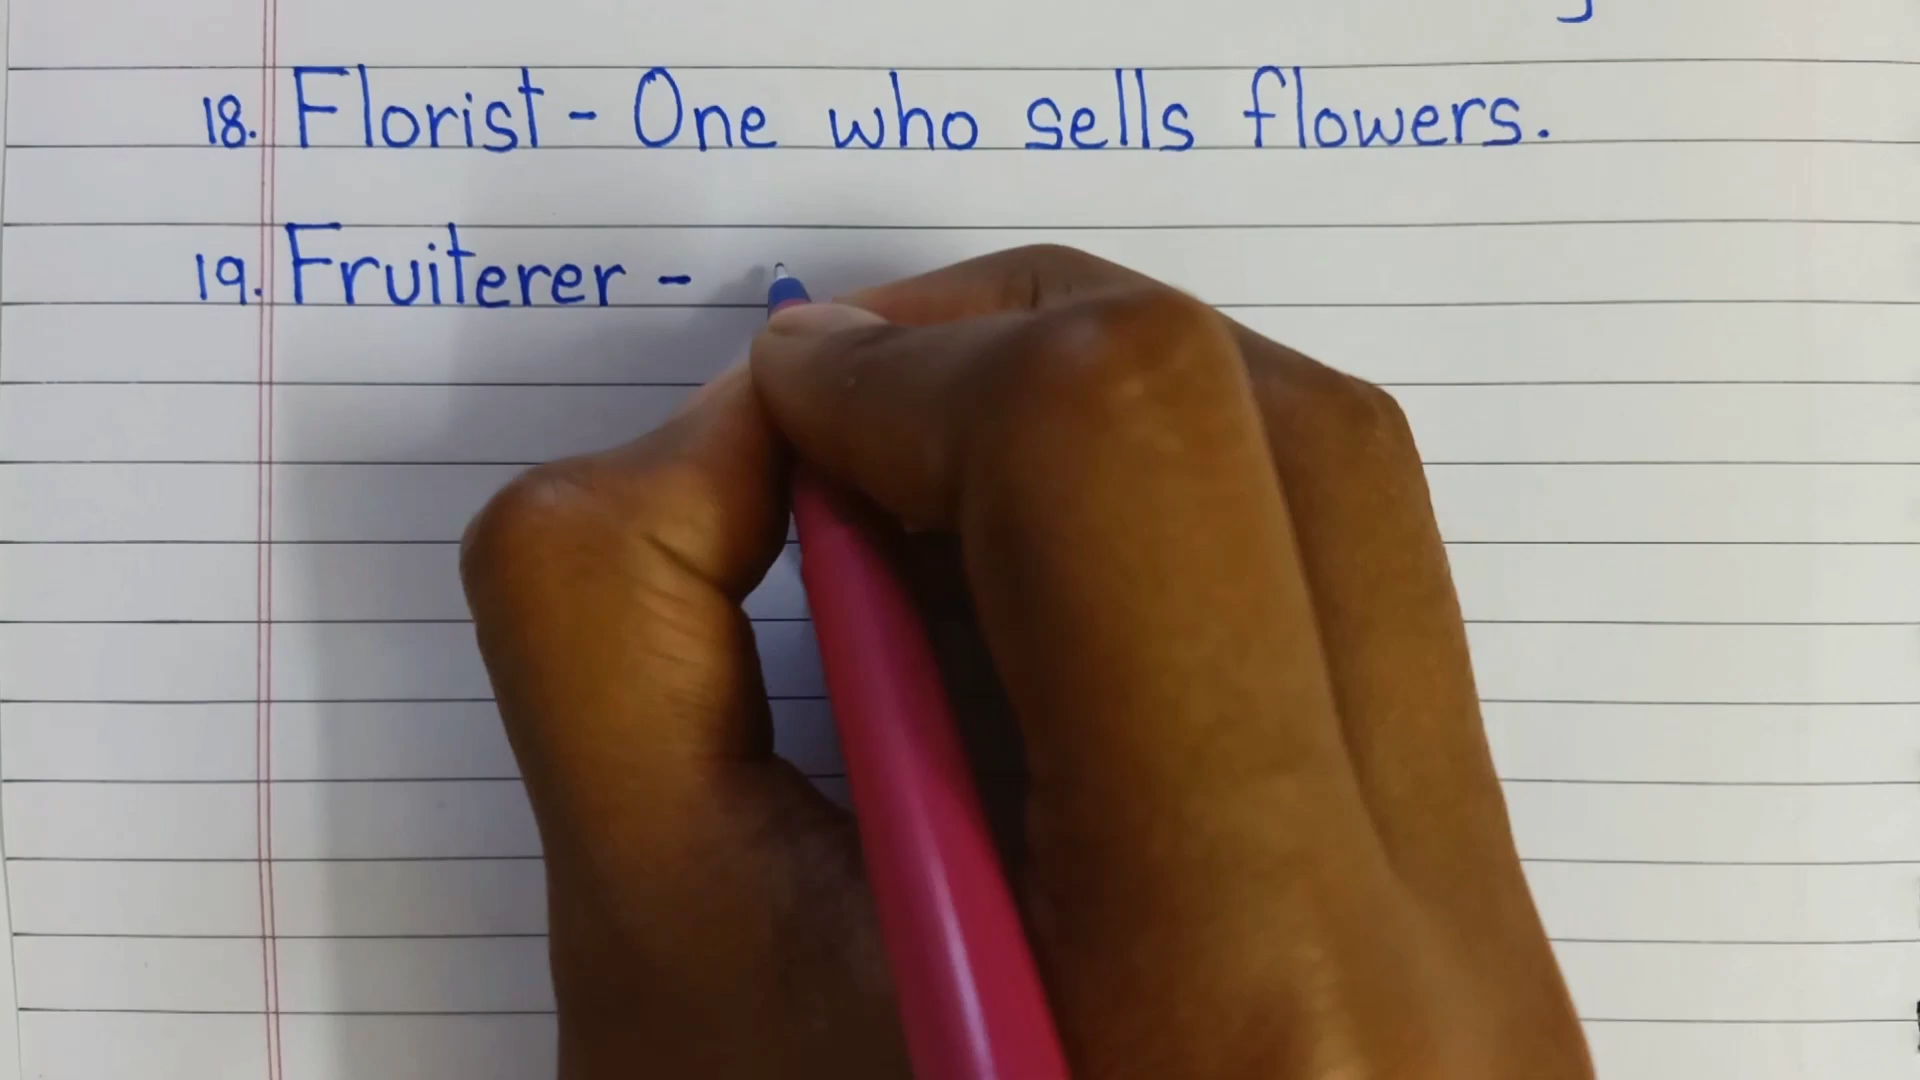 18. Florist - One who sells flowers.
19. Fruiterer -